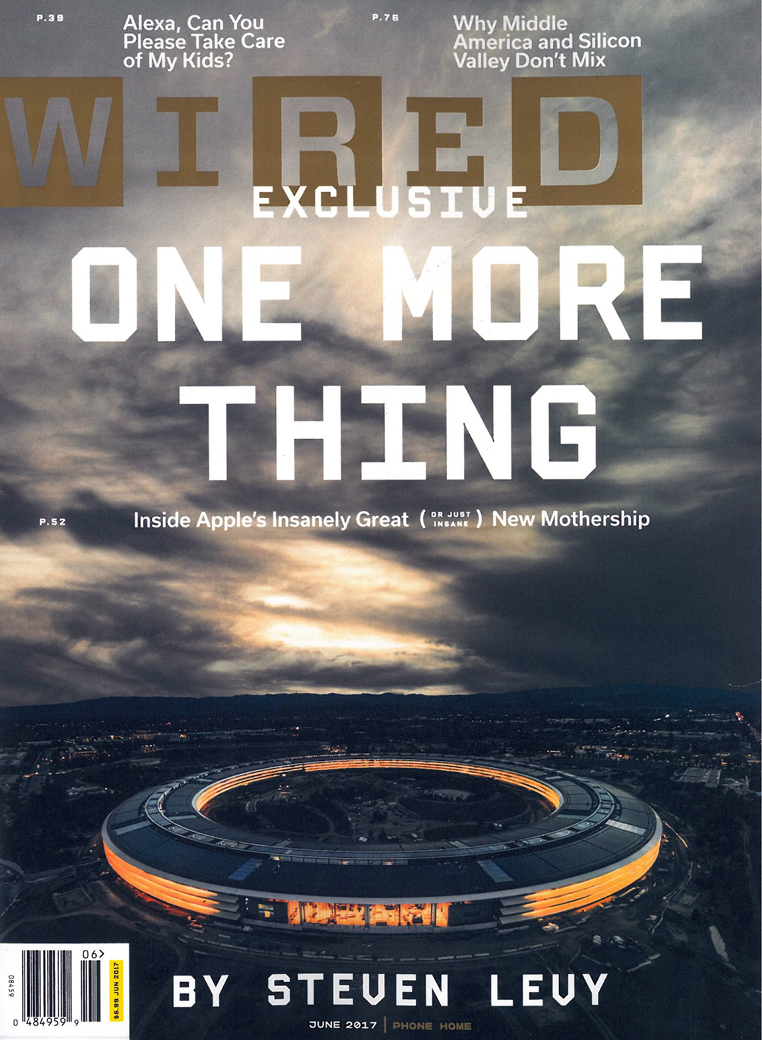 P.39
Alexa, Can You
Please Take Care
of My Kids?
P.76
Why Middle
America and Silicon
Valley Don't Mix
WIRED
EXCLUSIVE
ONE MORE
THING
P.52
Inside Apple's Insanely Great (OR JUST INSANE) New Mothership
06>
08459
$6.99 JUN 2017
0 484959 9
BY STEVEN LEVY
JUNE 2017 | PHONE HOME